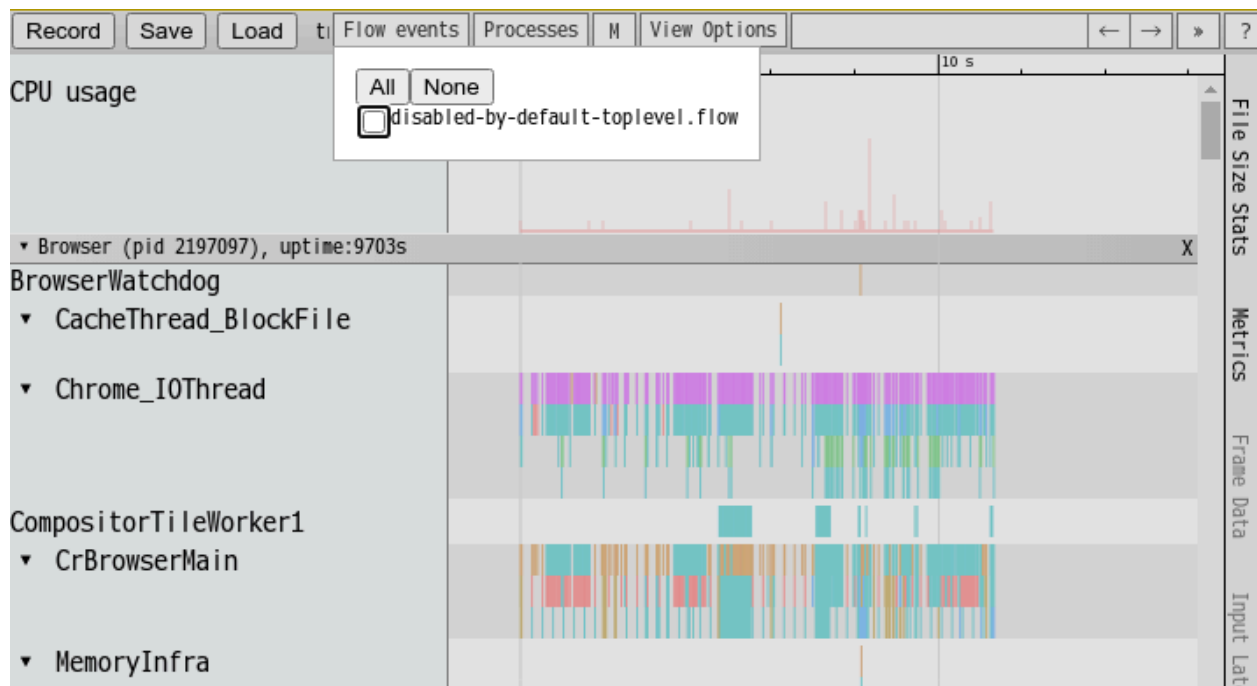 Record Save Load Flow events Processes M View Options ← → » ?
10 s
CPU usage
All None
disabled-by-default-toplevel.flow
▾ Browser (pid 2197097), uptime:9703s X
BrowserWatchdog
▾ CacheThread_BlockFile
▾ Chrome_IOThread
CompositorTileWorker1
▾ CrBrowserMain
▾ MemoryInfra
File Size Stats
Metrics
Frame Data
Input Lat